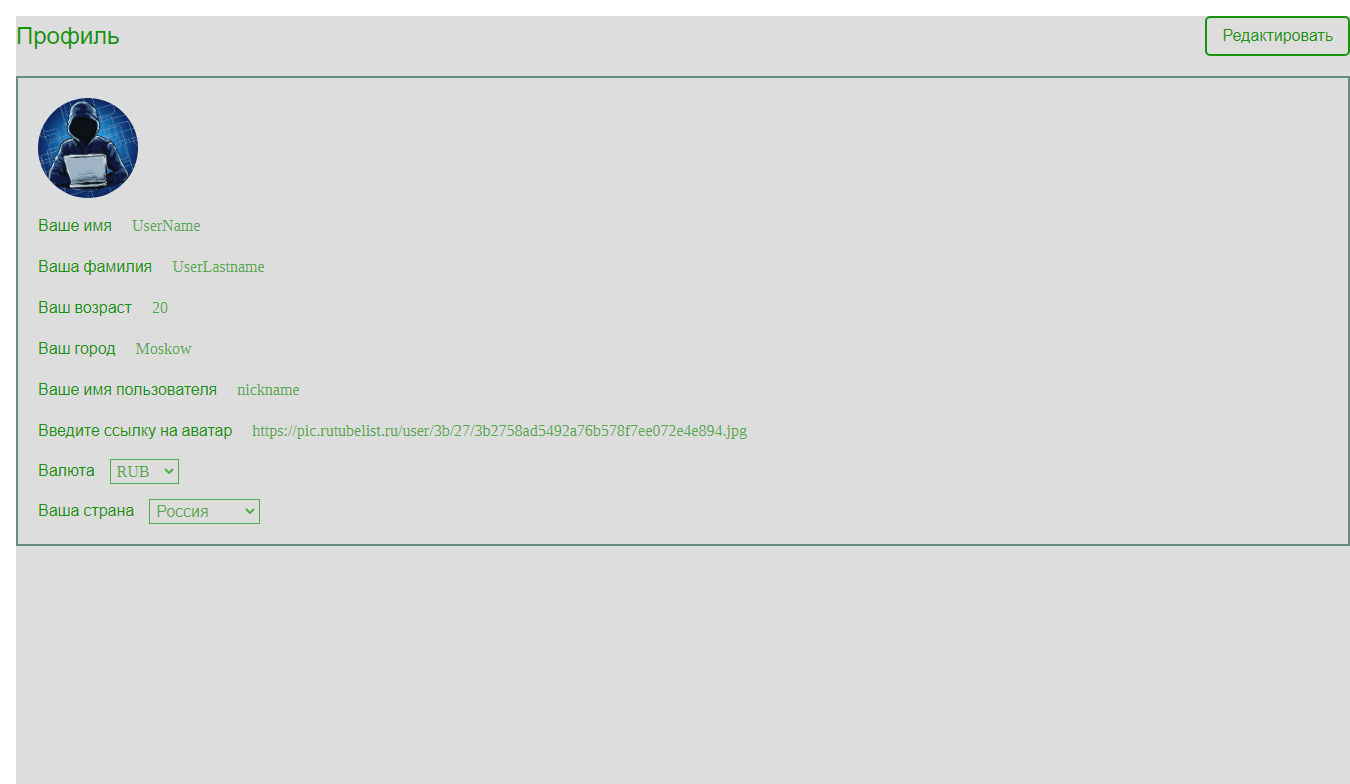 Профиль Редактировать
Ваше имя UserName
Ваша фамилия UserLastname
Ваш возраст 20
Ваш город Moskow
Ваше имя пользователя nickname
Введите ссылку на аватар https://pic.rutubelist.ru/user/3b/27/3b2758ad5492a76b578f7ee072e4e894.jpg
Валюта RUB
Ваша страна Россия